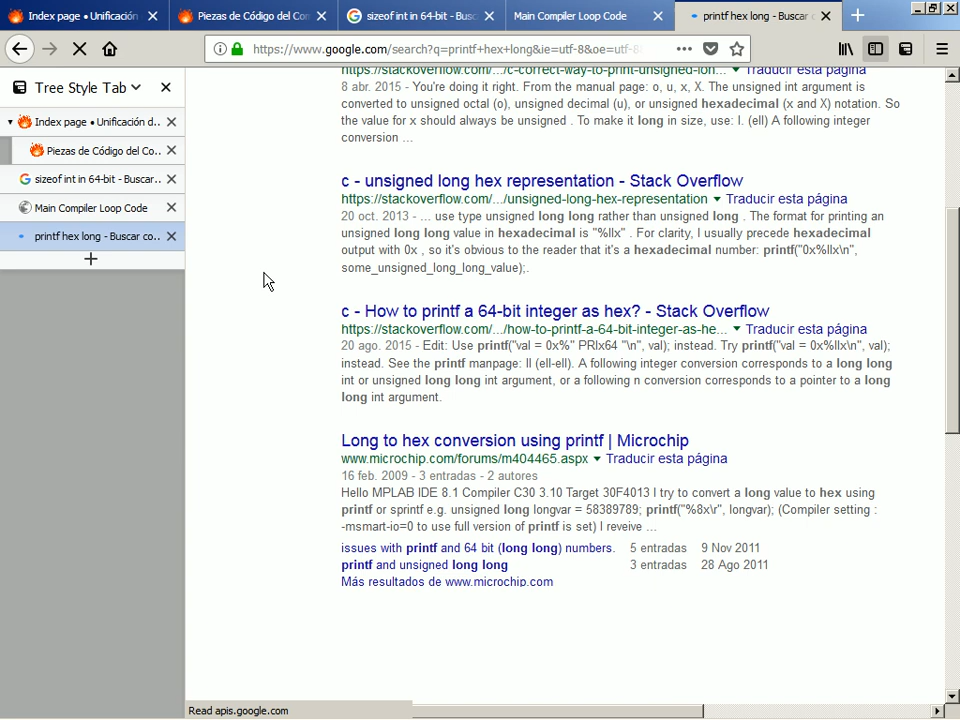 Index page • Unificación
Piezas de Código del Com
sizeof int in 64-bit - Busc
Main Compiler Loop Code
printf hex long - Buscar
https://www.google.com/search?q=printf+hex+long&ie=utf-8&oe=utf-8
Tree Style Tab
Index page • Unificación d..
Piezas de Código del Co..
sizeof int in 64-bit - Buscar..
Main Compiler Loop Code
printf hex long - Buscar co..
https://stackoverflow.com/.../c-correct-way-to-print-unsigned-lon... Traducir esta página
8 abr. 2015 - You're doing it right. From the manual page: o, u, x, X. The unsigned int argument is
converted to unsigned octal (o), unsigned decimal (u), or unsigned hexadecimal (x and X) notation. So
the value for x should always be unsigned . To make it long in size, use: l. (ell) A following integer
conversion ...
c - unsigned long hex representation - Stack Overflow
https://stackoverflow.com/.../unsigned-long-hex-representation Traducir esta página
20 oct. 2013 - ... use type unsigned long long rather than unsigned long . The format for printing an
unsigned long long value in hexadecimal is "%llx" . For clarity, I usually precede hexadecimal
output with 0x , so it's obvious to the reader that it's a hexadecimal number: printf("0x%llx\n",
some_unsigned_long_long_value);.
c - How to printf a 64-bit integer as hex? - Stack Overflow
https://stackoverflow.com/.../how-to-printf-a-64-bit-integer-as-he... Traducir esta página
20 ago. 2015 - Edit: Use printf("val = 0x%" PRIx64 "\n", val); instead. Try printf("val = 0x%llx\n", val);
instead. See the printf manpage: ll (ell-ell). A following integer conversion corresponds to a long long
int or unsigned long long int argument, or a following n conversion corresponds to a pointer to a long
long int argument.
Long to hex conversion using printf | Microchip
www.microchip.com/forums/m404465.aspx Traducir esta página
16 feb. 2009 - 3 entradas - 2 autores
Hello MPLAB IDE 8.1 Compiler C30 3.10 Target 30F4013 I try to convert a long value to hex using
printf or sprintf e.g. unsigned long longvar = 58389789; printf("%8x\r", longvar); (Compiler setting :
-msmart-io=0 to use full version of printf is set) I reveive ...
issues with printf and 64 bit (long long) numbers. 5 entradas 9 Nov 2011
printf and unsigned long long 3 entradas 28 Ago 2011
Más resultados de www.microchip.com
Read apis.google.com